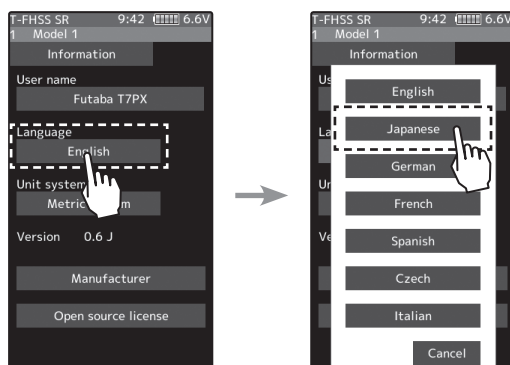 T-FHSS SR 9:42 6.6V
1 Model 1
Information
User name
Futaba T7PX
Language
English
Unit system
Metric
Version 0.6 J
Manufacturer
Open source license
T-FHSS SR 9:42 6.6V
1 Model 1
Information
English
Japanese
German
French
Spanish
Czech
Italian
Cancel